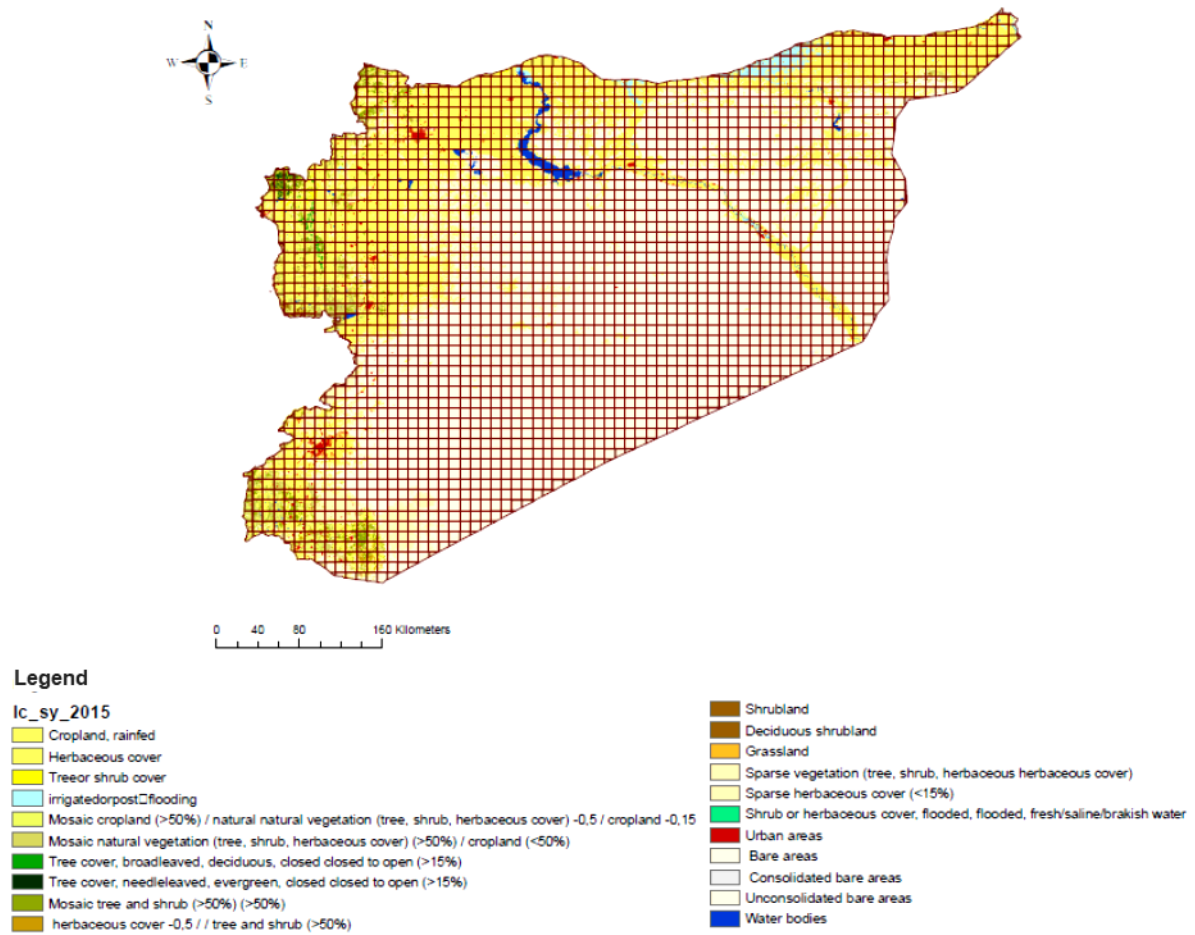 N
W E
S
0 40 80 160 Kilometers
Legend
lc_sy_2015
Cropland, rainfed
Herbaceous cover
Treeor shrub cover
irrigatedorpost□flooding
Mosaic cropland (>50%) / natural natural vegetation (tree, shrub, herbaceous cover) -0,5 / cropland -0,15
Mosaic natural vegetation (tree, shrub, herbaceous cover) (>50%) / cropland (<50%)
Tree cover, broadleaved, deciduous, closed closed to open (>15%)
Tree cover, needleleaved, evergreen, closed closed to open (>15%)
Mosaic tree and shrub (>50%) (>50%)
herbaceous cover -0,5 / / tree and shrub (>50%)
Shrubland
Deciduous shrubland
Grassland
Sparse vegetation (tree, shrub, herbaceous herbaceous cover)
Sparse herbaceous cover (<15%)
Shrub or herbaceous cover, flooded, flooded, fresh/saline/brakish water
Urban areas
Bare areas
Consolidated bare areas
Unconsolidated bare areas
Water bodies